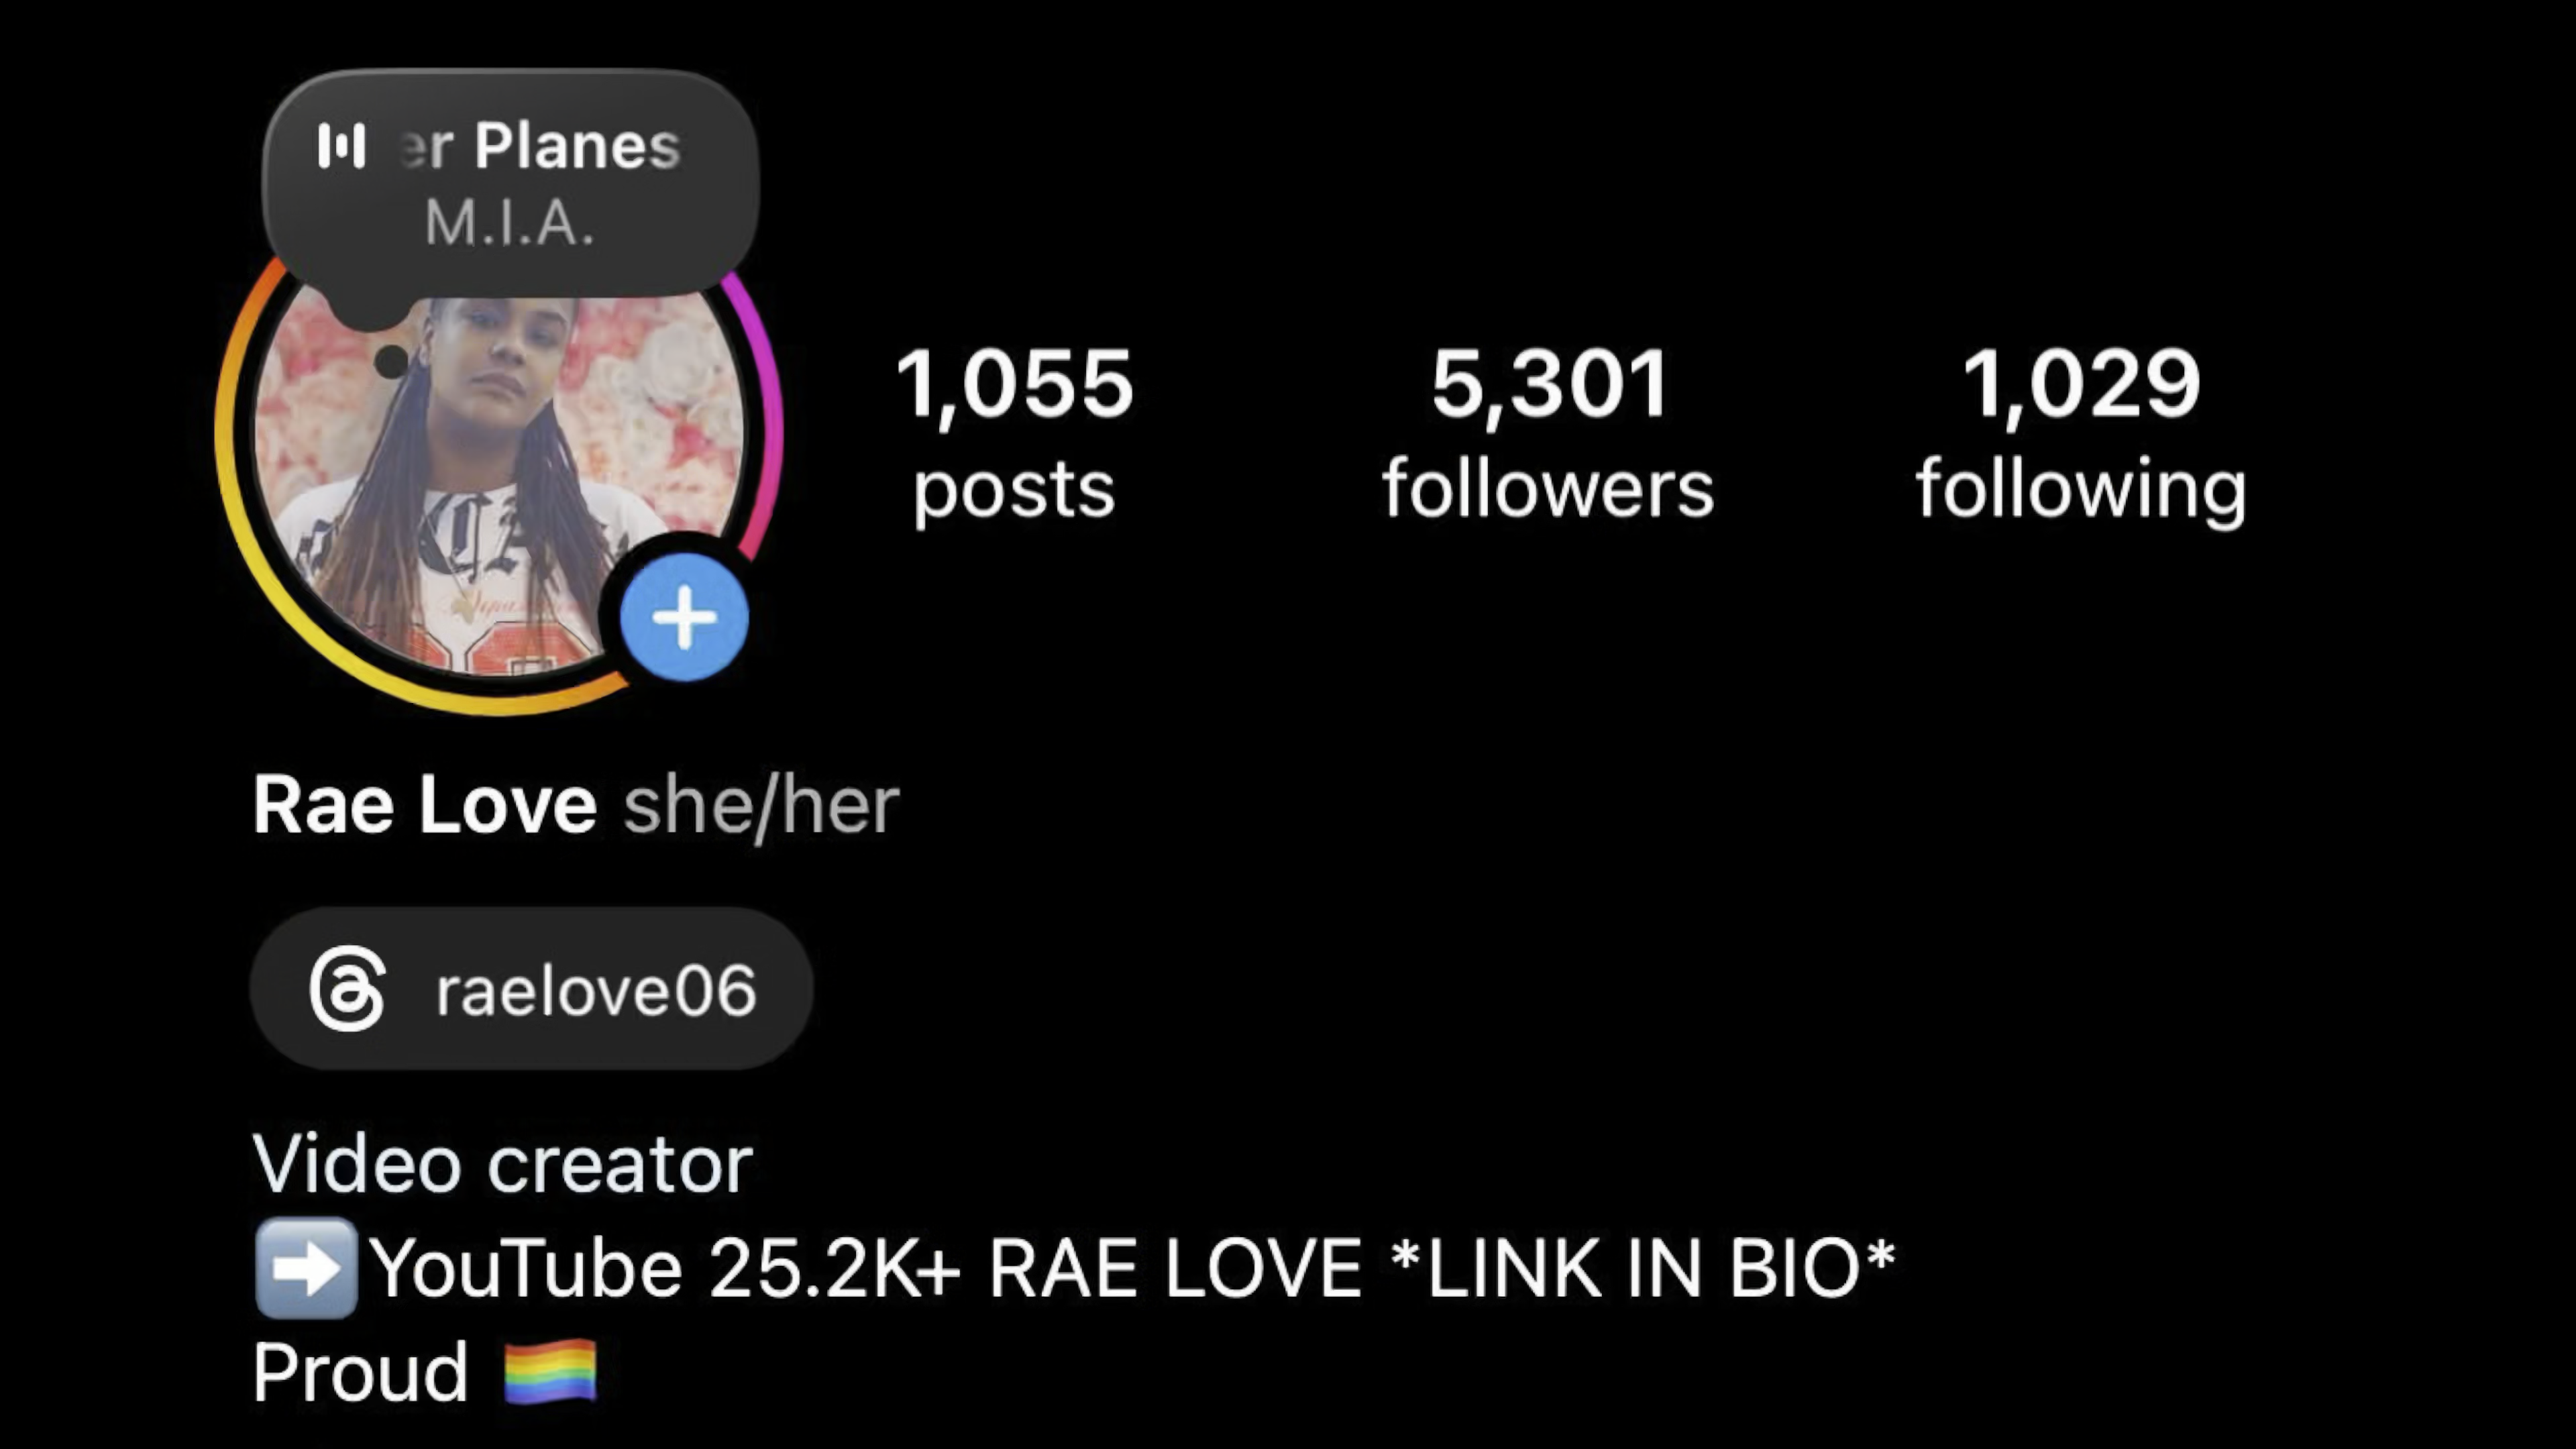 er Planes
M.I.A.
1,055 5,301 1,029
posts followers following
Rae Love she/her
raelove06
Video creator
➡️YouTube 25.2K+ RAE LOVE *LINK IN BIO*
Proud 🏳️‍🌈